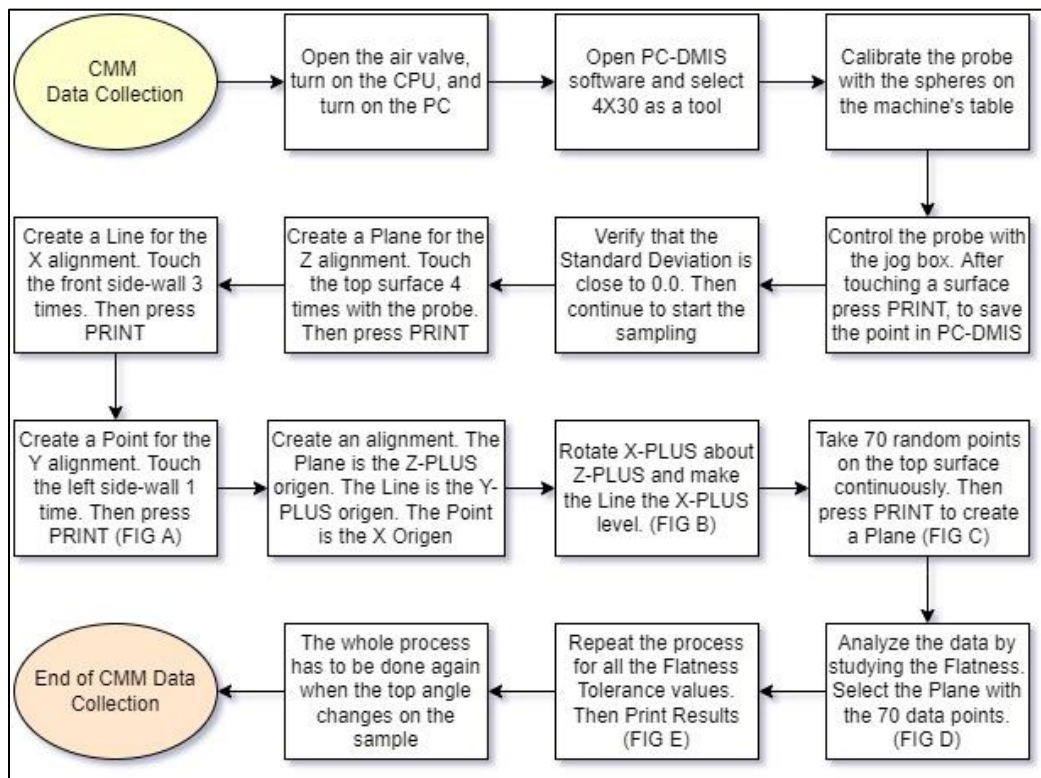 CMM
Data Collection
Open the air valve,
turn on the CPU, and
turn on the PC
Open PC-DMIS
software and select
4X30 as a tool
Calibrate the probe
with the spheres on
the machine's table
Control the probe with
the jog box. After
touching a surface
press PRINT, to save
the point in PC-DMIS
Verify that the
Standard Deviation is
close to 0.0. Then
continue to start the
sampling
Create a Plane for the
Z alignment. Touch
the top surface 4
times with the probe.
Then press PRINT
Create a Line for the
X alignment. Touch
the front side-wall 3
times. Then press
PRINT
Create a Point for the
Y alignment. Touch
the left side-wall 1
time. Then press
PRINT (FIG A)
Create an alignment. The
Plane is the Z-PLUS
origen. The Line is the Y-
PLUS origen. The Point
is the X Origen
Rotate X-PLUS about
Z-PLUS and make
the Line the X-PLUS
level. (FIG B)
Take 70 random points
on the top surface
continuously. Then
press PRINT to create
a Plane (FIG C)
Analyze the data by
studying the Flatness.
Select the Plane with
the 70 data points.
(FIG D)
Repeat the process
for all the Flatness
Tolerance values.
Then Print Results
(FIG E)
The whole process
has to be done again
when the top angle
changes on the
sample
End of CMM Data
Collection